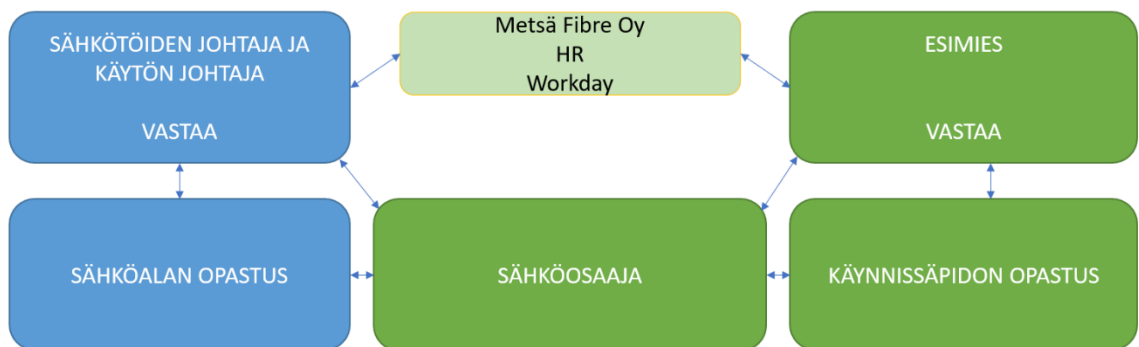 SÄHKÖTÖIDEN JOHTAJA JA
KÄYTÖN JOHTAJA
VASTAA
Metsä Fibre Oy
HR
Workday
ESIMIES
VASTAA
SÄHKÖALAN OPASTUS
SÄHKÖOSAAJA
KÄYNNISSÄPIDON OPASTUS